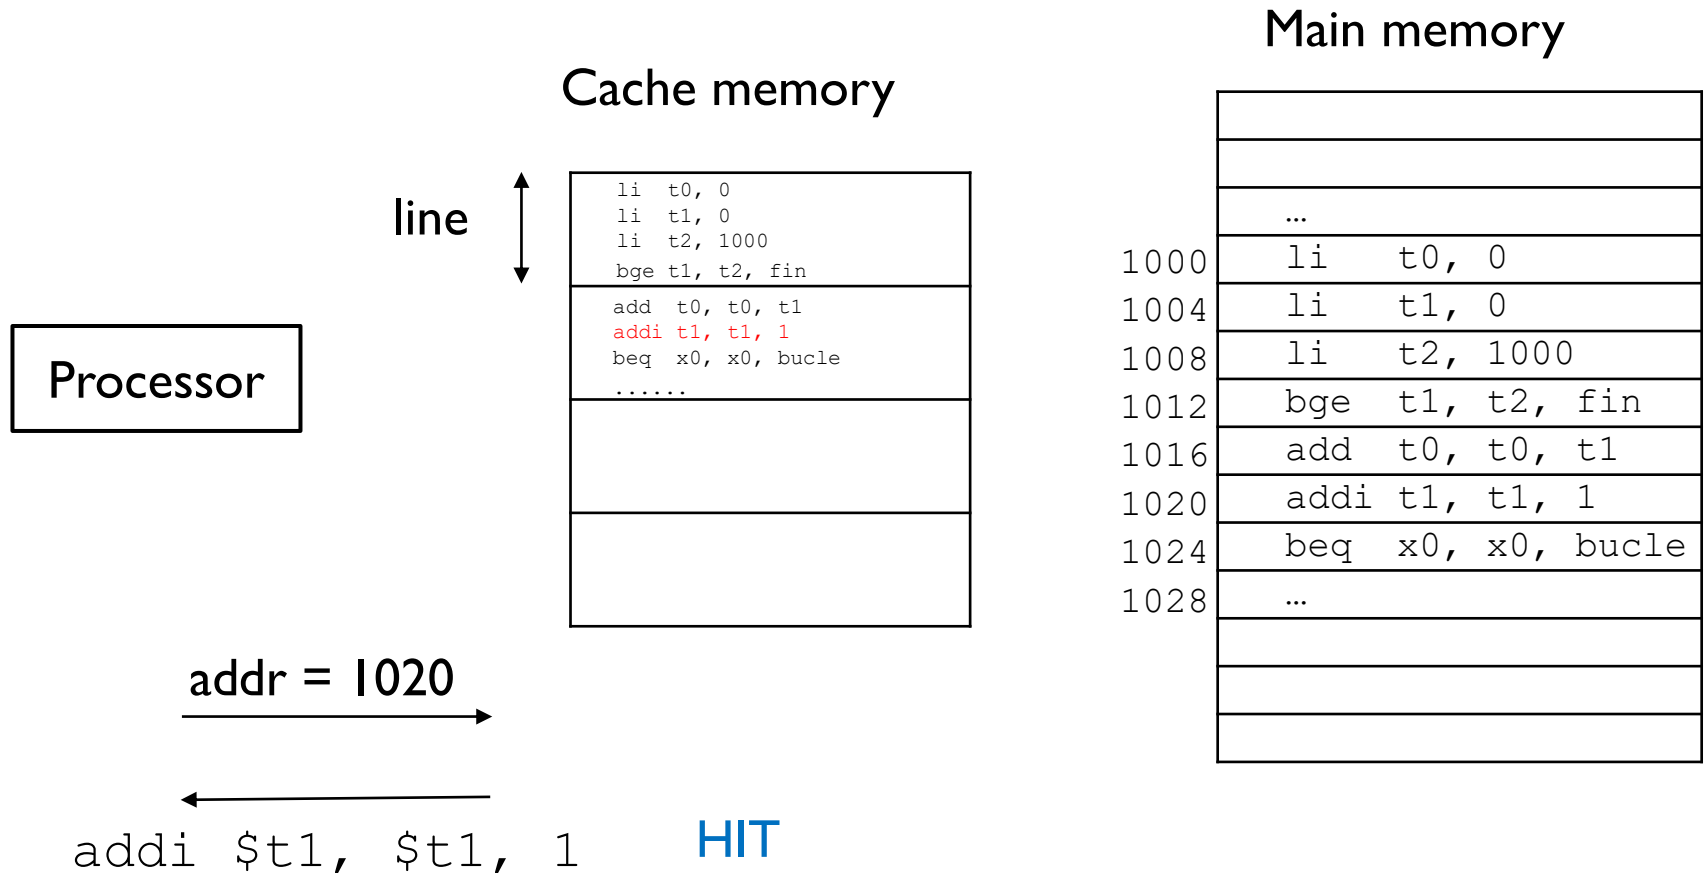 Main memory
Cache memory
line
li t0, 0
li t1, 0
li t2, 1000
bge t1, t2, fin
add t0, t0, t1
addi t1, t1, 1
beq x0, x0, bucle
......
Processor
…
1000 li t0, 0
1004 li t1, 0
1008 li t2, 1000
1012 bge t1, t2, fin
1016 add t0, t0, t1
1020 addi t1, t1, 1
1024 beq x0, x0, bucle
1028 …
addr = 1020
addi $t1, $t1, 1
HIT